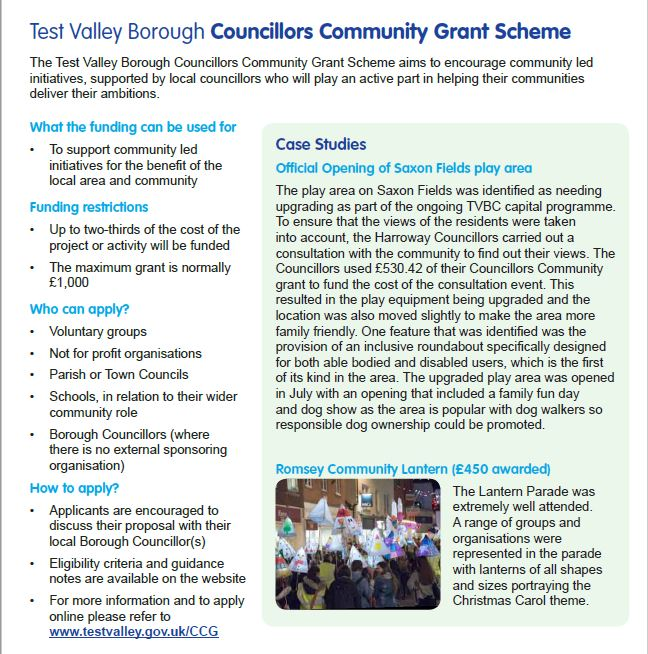 Test Valley Borough Councillors Community Grant Scheme
The Test Valley Borough Councillors Community Grant Scheme aims to encourage community led
initiatives, supported by local councillors who will play an active part in helping their communities
deliver their ambitions.
What the funding can be used for
• To support community led
initiatives for the benefit of the
local area and community
Funding restrictions
• Up to two-thirds of the cost of the
project or activity will be funded
• The maximum grant is normally
£1,000
Who can apply?
• Voluntary groups
• Not for profit organisations
• Parish or Town Councils
• Schools, in relation to their wider
community role
• Borough Councillors (where
there is no external sponsoring
organisation)
How to apply?
• Applicants are encouraged to
discuss their proposal with their
local Borough Councillor(s)
• Eligibility criteria and guidance
notes are available on the website
• For more information and to apply
online please refer to
www.testvalley.gov.uk/CCG
Case Studies
Official Opening of Saxon Fields play area
The play area on Saxon Fields was identified as needing
upgrading as part of the ongoing TVBC capital programme.
To ensure that the views of the residents were taken
into account, the Harroway Councillors carried out a
consultation with the community to find out their views. The
Councillors used £530.42 of their Councillors Community
grant to fund the cost of the consultation event. This
resulted in the play equipment being upgraded and the
location was also moved slightly to make the area more
family friendly. One feature that was identified was the
provision of an inclusive roundabout specifically designed
for both able bodied and disabled users, which is the first
of its kind in the area. The upgraded play area was opened
in July with an opening that included a family fun day
and dog show as the area is popular with dog walkers so
responsible dog ownership could be promoted.
Romsey Community Lantern (£450 awarded)
The Lantern Parade was
extremely well attended.
A range of groups and
organisations were
represented in the parade
with lanterns of all shapes
and sizes portraying the
Christmas Carol theme.